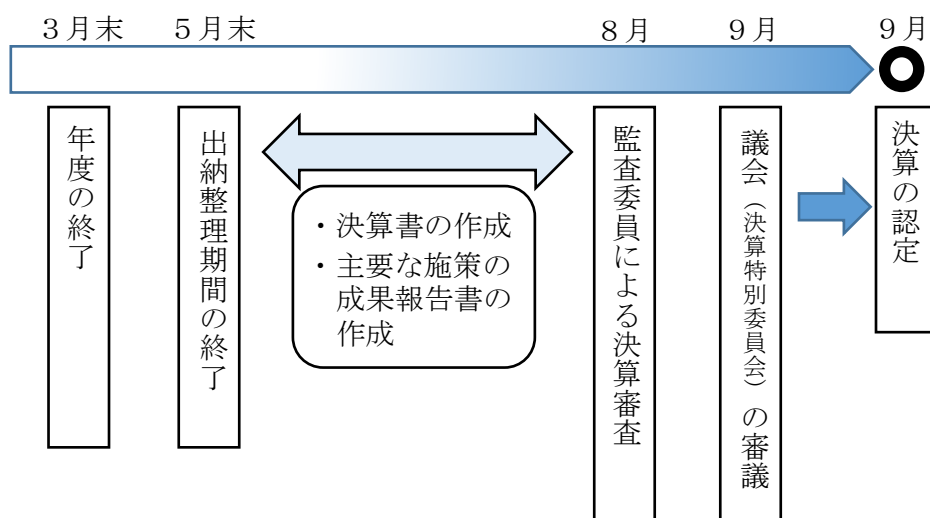 ３月末
５月末
８月
９月
９月
年度の終了
出納整理期間の終了
・決算書の作成
・主要な施策の
成果報告書の
作成
監査委員による決算審査
議会（決算特別委員会）の審議
決算の認定